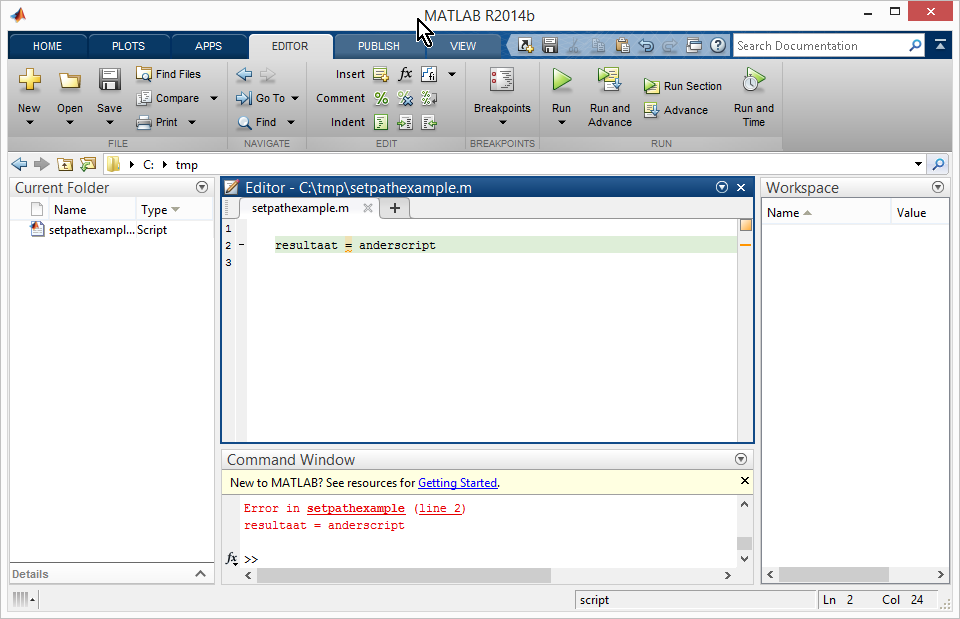 MATLAB R2014b
HOME PLOTS APPS EDITOR PUBLISH VIEW Search Documentation
New Open Save Find Files Compare Print
Go To Find
Insert fx fi
Comment % % %
Indent
Breakpoints
Run Run and Advance Run Section Advance Run and Time
FILE NAVIGATE EDIT BREAKPOINTS RUN
C: tmp
Current Folder
Name Type
setpathexampl... Script
Details
Editor - C:\tmp\setpathexample.m
setpathexample.m +
1
2 - resultaat = anderscript
3
Command Window
New to MATLAB? See resources for Getting Started.
Error in setpathexample (line 2)
resultaat = anderscript
fx >>
Workspace
Name Value
script Ln 2 Col 24